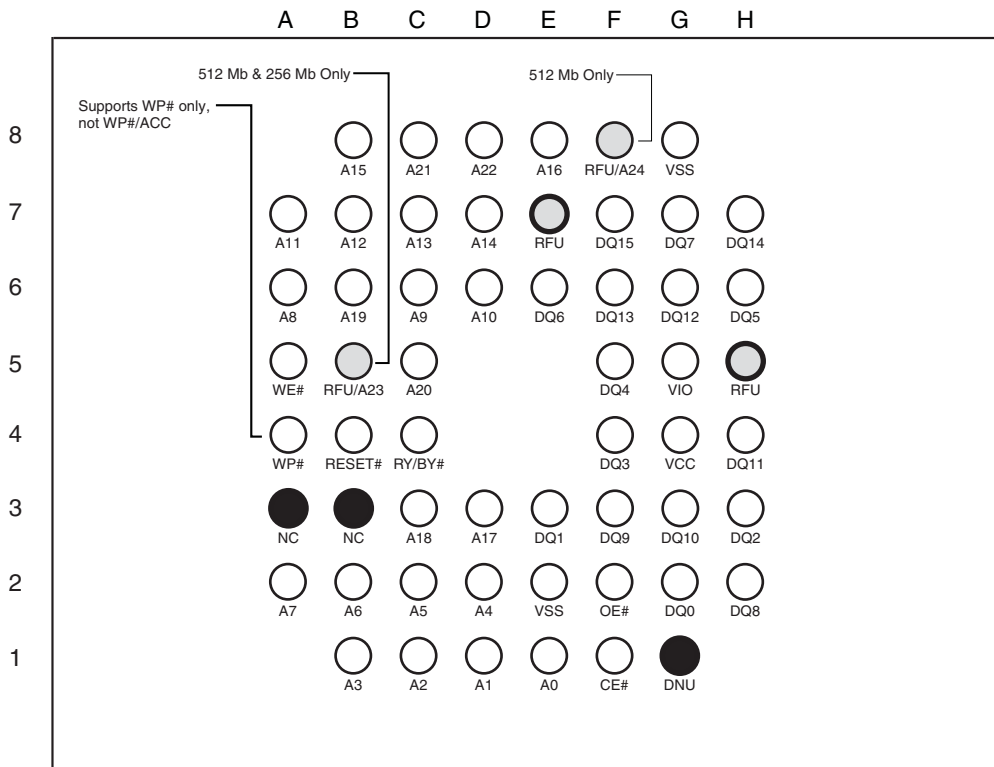 A B C D E F G H
512 Mb & 256 Mb Only 512 Mb Only
Supports WP# only,
not WP#/ACC
8
A15 A21 A22 A16 RFU/A24 VSS
7
A11 A12 A13 A14 RFU DQ15 DQ7 DQ14
6
A8 A19 A9 A10 DQ6 DQ13 DQ12 DQ5
5
WE# RFU/A23 A20 DQ4 VIO RFU
4
WP# RESET# RY/BY# DQ3 VCC DQ11
3
NC NC A18 A17 DQ1 DQ9 DQ10 DQ2
2
A7 A6 A5 A4 VSS OE# DQ0 DQ8
1
A3 A2 A1 A0 CE# DNU